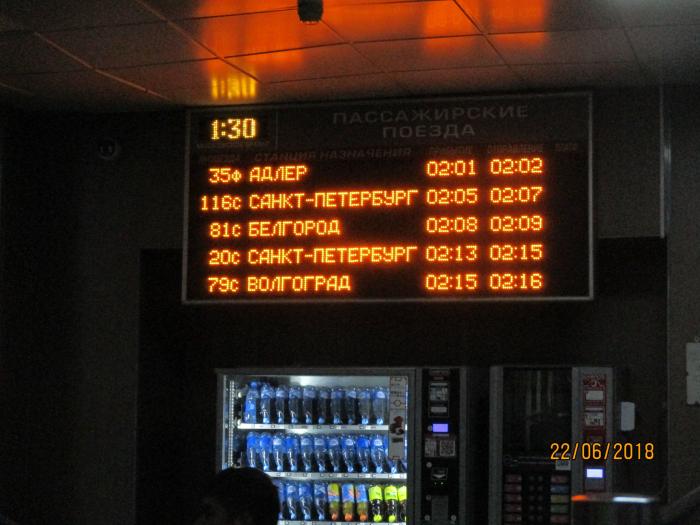 1:30
ПАССАЖИРСКИЕ
ПОЕЗДА
СТАНЦИЯ НАЗНАЧЕНИЯ
35Ф АДЛЕР 02:01 02:02
116С САНКТ-ПЕТЕРБУРГ 02:05 02:07
81С БЕЛГОРОД 02:08 02:09
20С САНКТ-ПЕТЕРБУРГ 02:13 02:15
79С ВОЛГОГРАД 02:15 02:16
22/06/2018